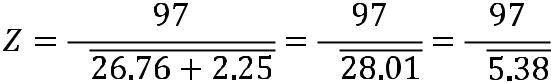 Z = 97 / 26.76 + 2.25 = 97 / 28.01 = 97 / 5.38